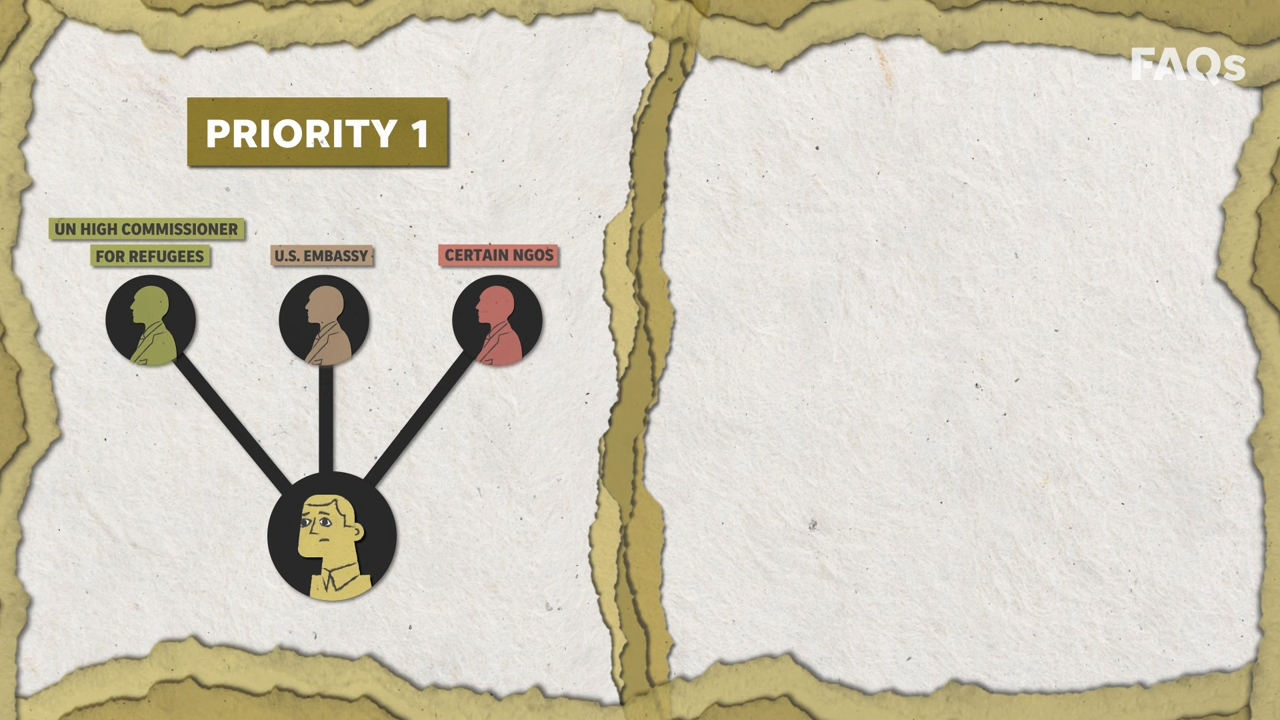 FAQs
PRIORITY 1
UN HIGH COMMISSIONER
FOR REFUGEES
U.S. EMBASSY
CERTAIN NGOS